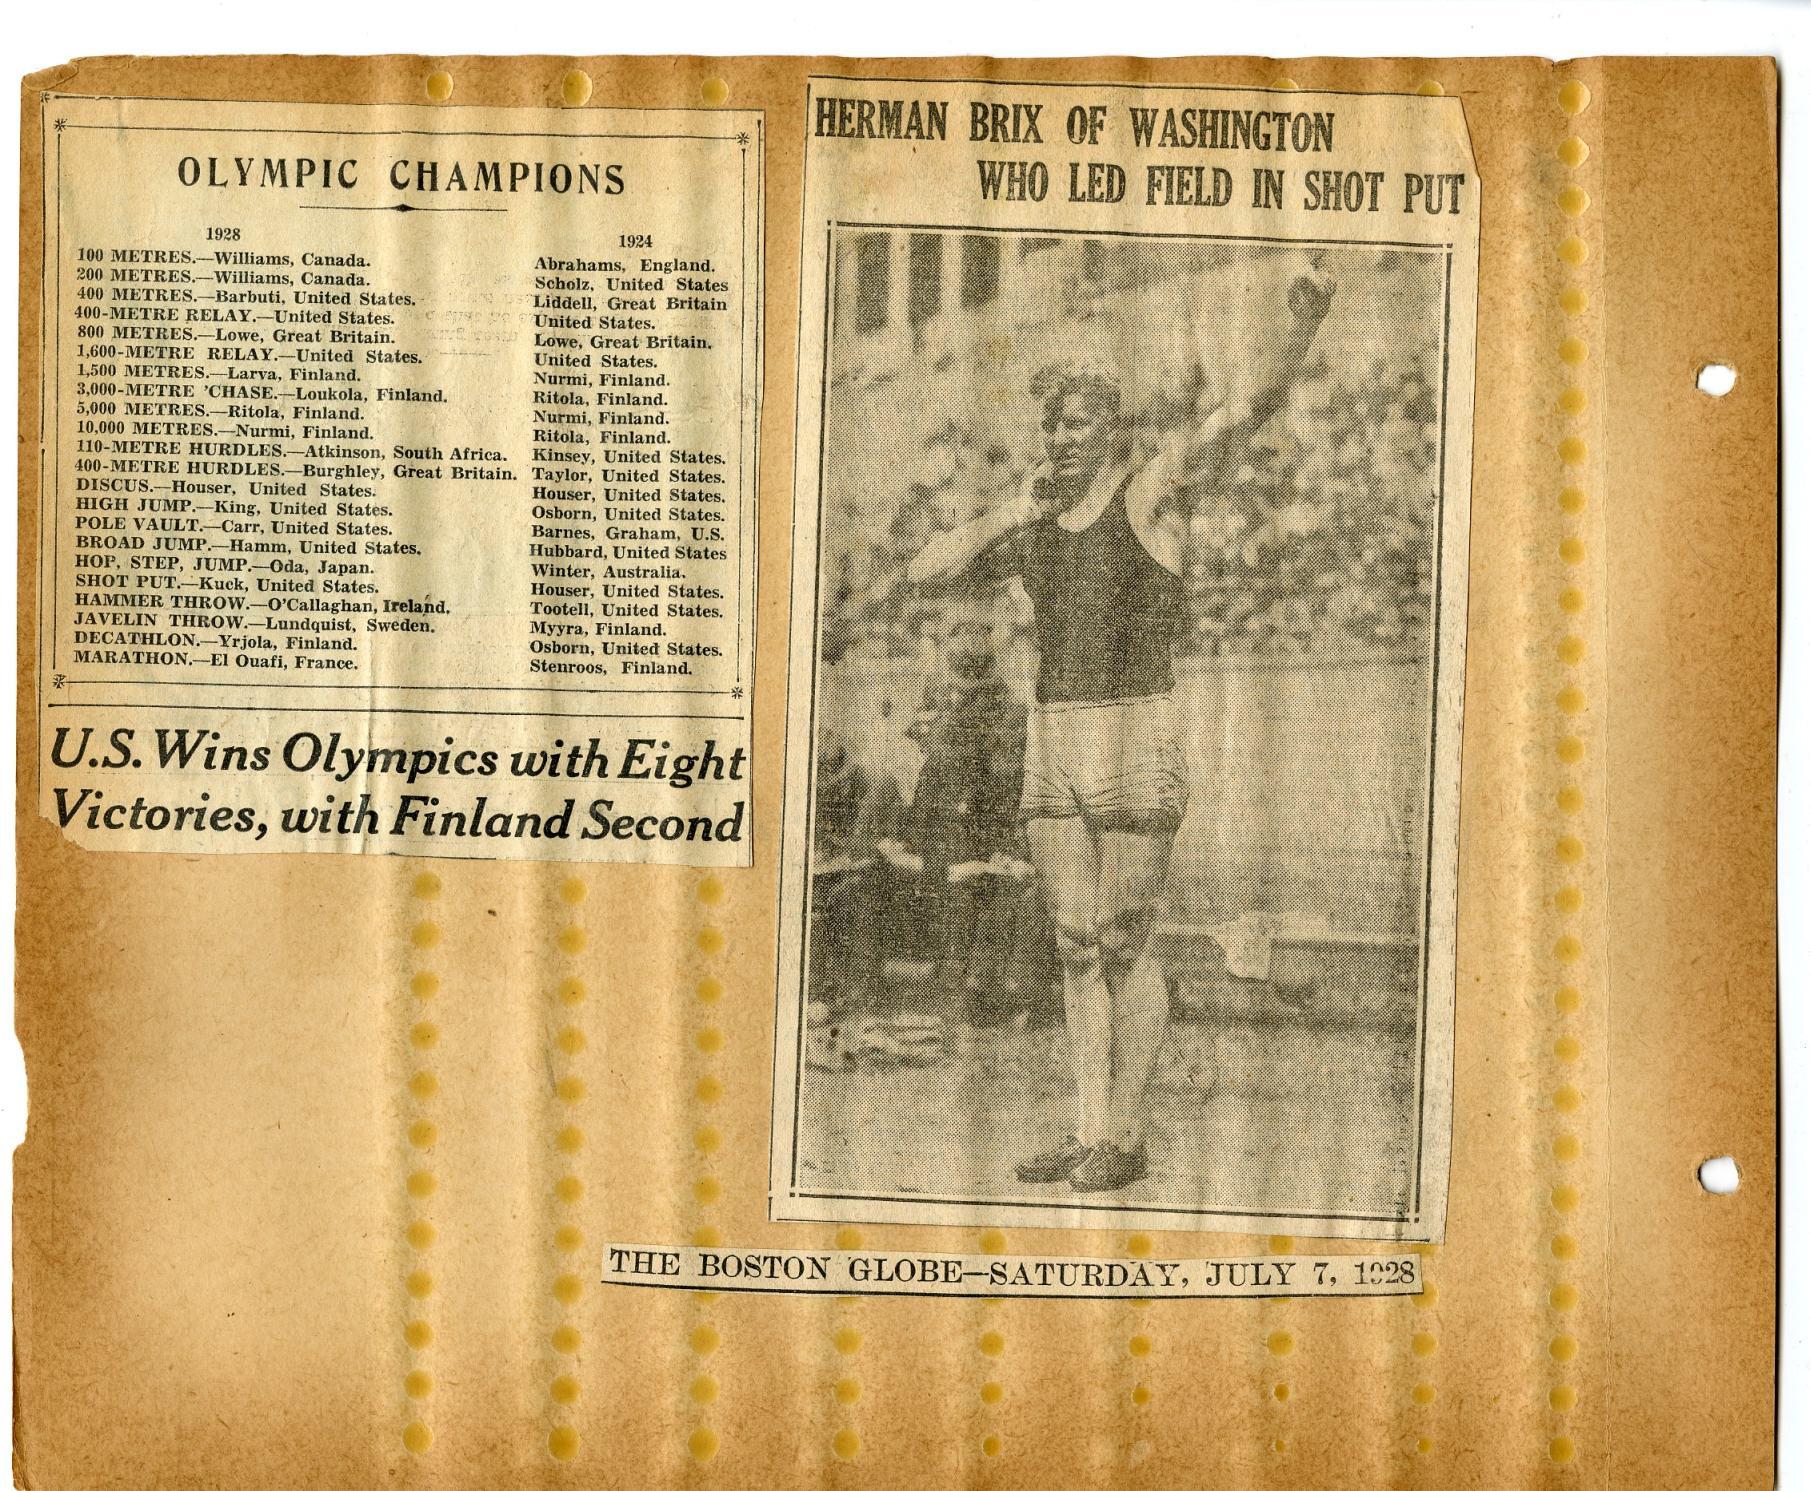 OLYMPIC CHAMPIONS
1928
100 METRES.—Williams, Canada.
200 METRES.—Williams, Canada.
400 METRES.—Barbuti, United States.
400-METRE RELAY.—United States.
800 METRES.—Lowe, Great Britain.
1,600-METRE RELAY.—United States.
1,500 METRES.—Larva, Finland.
3,000-METRE 'CHASE.—Loukola, Finland.
5,000 METRES.—Ritola, Finland.
10,000 METRES.—Nurmi, Finland.
110-METRE HURDLES.—Atkinson, South Africa.
400-METRE HURDLES.—Burghley, Great Britain.
DISCUS.—Houser, United States.
HIGH JUMP.—King, United States.
POLE VAULT.—Carr, United States.
BROAD JUMP.—Hamm, United States.
HOP, STEP, JUMP.—Oda, Japan.
SHOT PUT.—Kuck, United States.
HAMMER THROW.—O'Callaghan, Ireland.
JAVELIN THROW.—Lundquist, Sweden.
DECATHLON.—Yrjola, Finland.
MARATHON.—El Ouafi, France.
1924
Abrahams, England.
Scholz, United States
Liddell, Great Britain
United States.
Lowe, Great Britain.
United States.
Nurmi, Finland.
Ritola, Finland.
Nurmi, Finland.
Ritola, Finland.
Kinsey, United States.
Taylor, United States.
Houser, United States.
Osborn, United States.
Barnes, Graham, U.S.
Hubbard, United States
Winter, Australia.
Houser, United States.
Tootell, United States.
Myyra, Finland.
Osborn, United States.
Stenroos, Finland.
U.S. Wins Olympics with Eight
Victories, with Finland Second
HERMAN BRIX OF WASHINGTON
WHO LED FIELD IN SHOT PUT
THE BOSTON GLOBE—SATURDAY, JULY 7, 1928